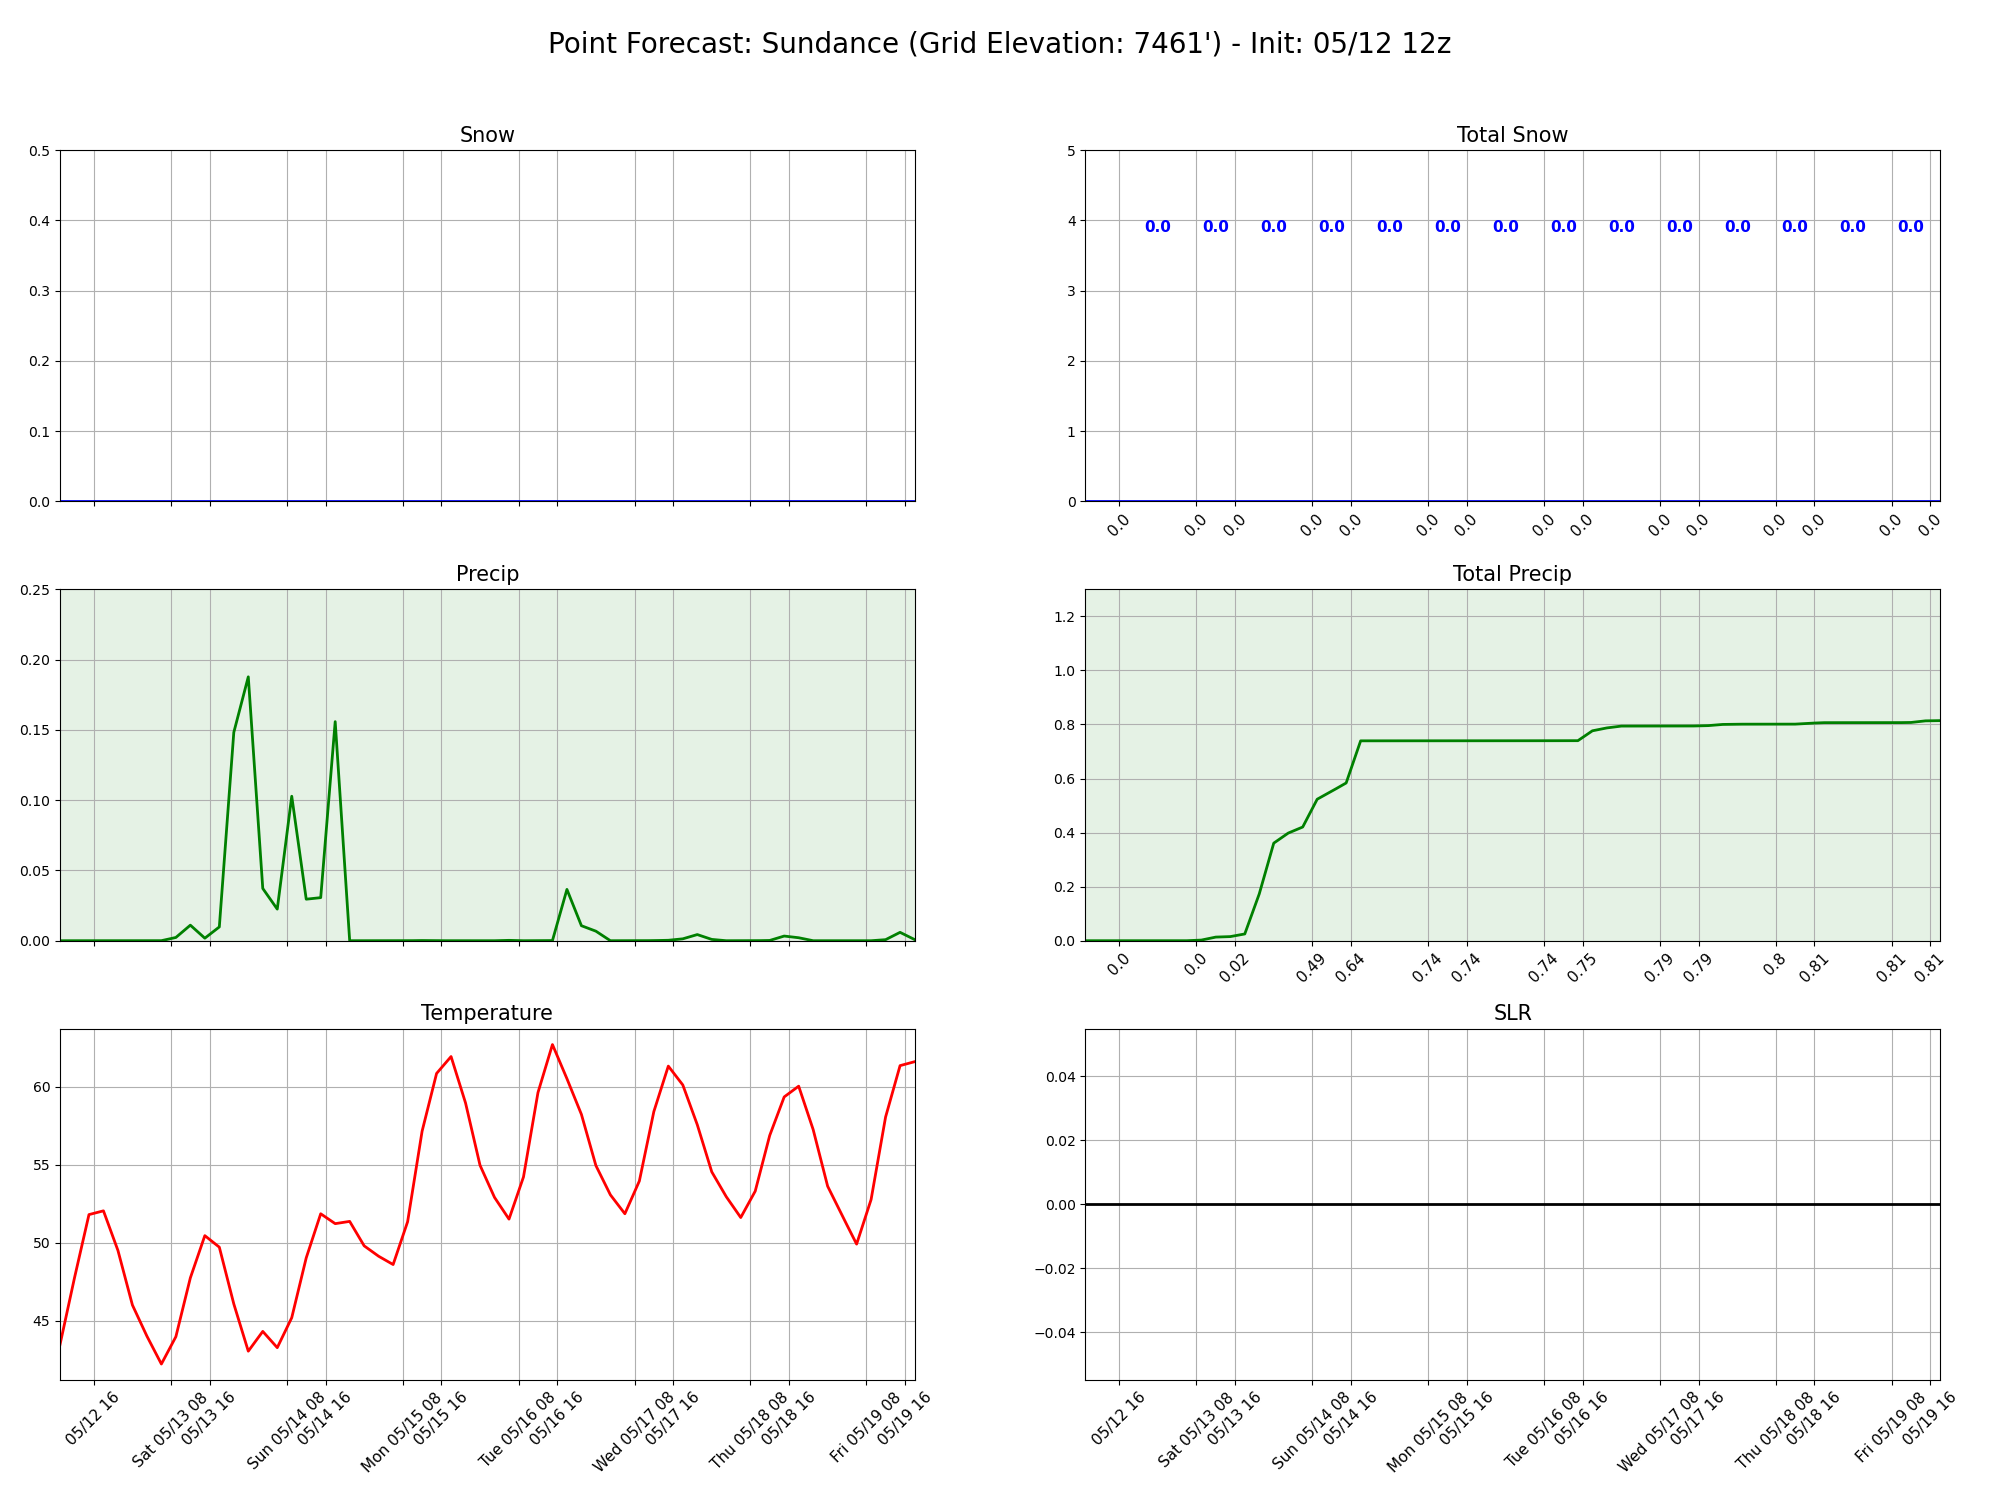 Point Forecast: Sundance (Grid Elevation: 7461') - Init: 05/12 12z
Snow
0.5
0.4
0.3
0.2
0.1
0.0
Total Snow
5
4
3
2
1
0
0.0 0.0 0.0 0.0 0.0 0.0 0.0 0.0 0.0 0.0 0.0 0.0 0.0 0.0
0.0 0.0 0.0 0.0 0.0 0.0 0.0 0.0 0.0 0.0 0.0 0.0 0.0 0.0 0.0
Precip
0.25
0.20
0.15
0.10
0.05
0.00
Total Precip
1.2
1.0
0.8
0.6
0.4
0.2
0.0
0.0 0.0 0.02 0.49 0.64 0.74 0.74 0.74 0.75 0.79 0.79 0.8 0.81 0.81 0.81
Temperature
60
55
50
45
05/12 16
Sat 05/13 08
05/13 16
Sun 05/14 08
05/14 16
Mon 05/15 08
05/15 16
Tue 05/16 08
05/16 16
Wed 05/17 08
05/17 16
Thu 05/18 08
05/18 16
Fri 05/19 08
05/19 16
SLR
0.04
0.02
0.00
−0.02
−0.04
05/12 16
Sat 05/13 08
05/13 16
Sun 05/14 08
05/14 16
Mon 05/15 08
05/15 16
Tue 05/16 08
05/16 16
Wed 05/17 08
05/17 16
Thu 05/18 08
05/18 16
Fri 05/19 08
05/19 16